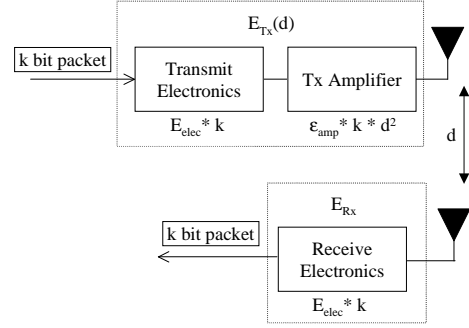 E_Tx(d)
k bit packet
Transmit
Electronics
Tx Amplifier
E_elec * k
ε_amp * k * d²
d
E_Rx
k bit packet
Receive
Electronics
E_elec * k